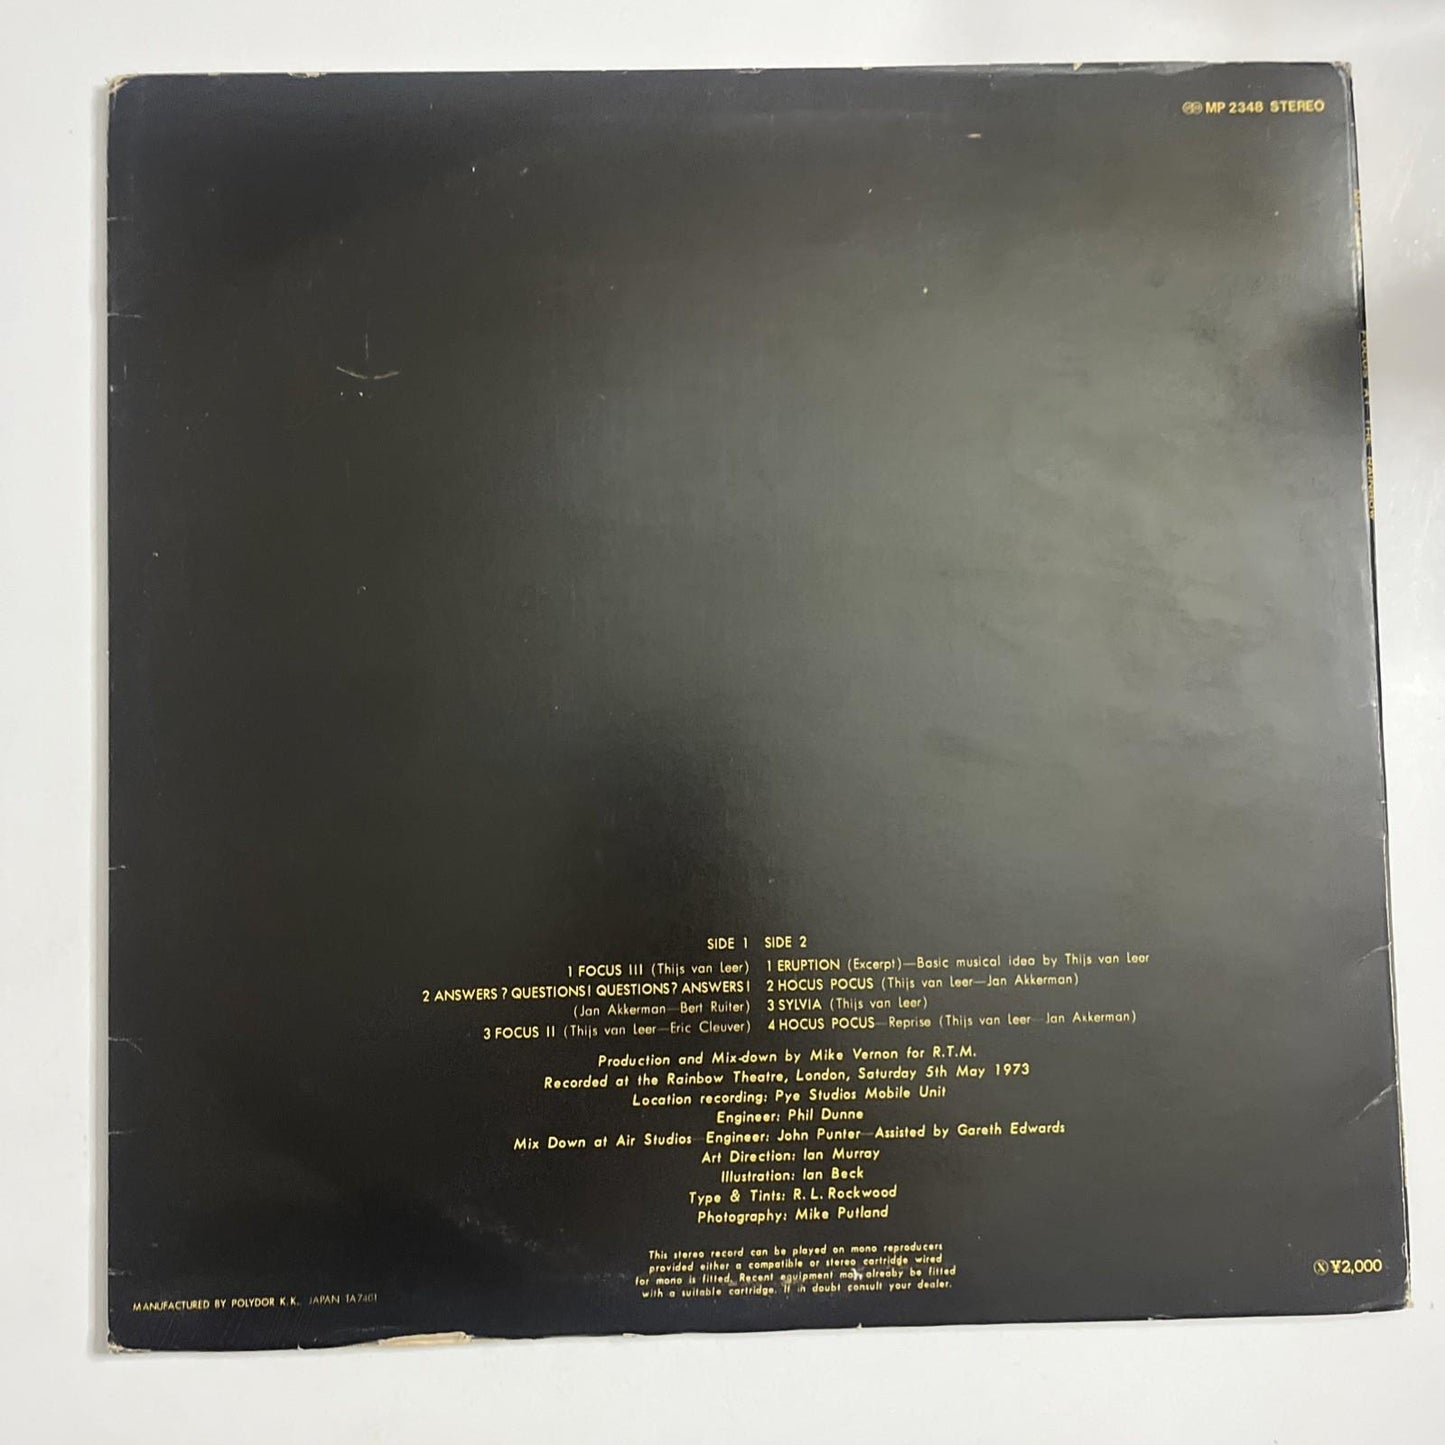 MP 2348 STEREO
FOCUS AT THE RAINBOW
SIDE 1
1 FOCUS III (Thijs van Leer)
2 ANSWERS? QUESTIONS! QUESTIONS? ANSWERS!
(Jan Akkerman—Bert Ruiter)
3 FOCUS II (Thijs van Leer—Eric Cleuver)
SIDE 2
1 ERUPTION (Excerpt)—Basic musical idea by Thijs van Leer
2 HOCUS POCUS (Thijs van Leer—Jan Akkerman)
3 SYLVIA (Thijs van Leer)
4 HOCUS POCUS—Reprise (Thijs van Leer—Jan Akkerman)
Production and Mix-down by Mike Vernon for R.T.M.
Recorded at the Rainbow Theatre, London, Saturday 5th May 1973
Location recording: Pye Studios Mobile Unit
Engineer: Phil Dunne
Mix Down at Air Studios—Engineer: John Punter—Assisted by Gareth Edwards
Art Direction: Ian Murray
Illustration: Ian Beck
Type & Tints: R. L. Rockwood
Photography: Mike Putland
This stereo record can be played on mono reproducers
provided either a compatible or stereo cartridge wired
for mono is fitted. Recent equipment may already be fitted
with a suitable cartridge. If in doubt consult your dealer.
Ⓧ ¥2,000
MANUFACTURED BY POLYDOR K.K. JAPAN 1A7401